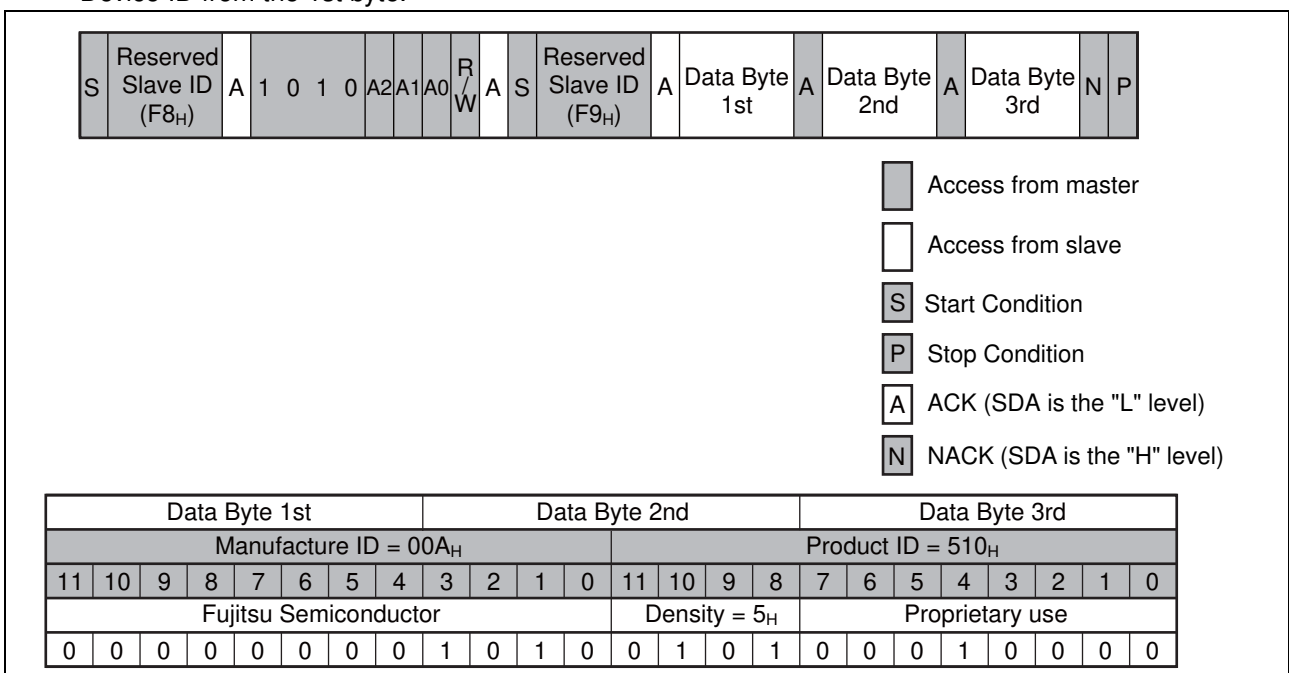 Device ID from the 1st byte.
S Reserved Slave ID (F8H) A 1 0 1 0 A2 A1 A0 R/W A S Reserved Slave ID (F9H) A Data Byte 1st A Data Byte 2nd A Data Byte 3rd N P
Access from master
Access from slave
S Start Condition
P Stop Condition
A ACK (SDA is the "L" level)
N NACK (SDA is the "H" level)
Data Byte 1st Data Byte 2nd Data Byte 3rd
Manufacture ID = 00AH Product ID = 510H
11 10 9 8 7 6 5 4 3 2 1 0 11 10 9 8 7 6 5 4 3 2 1 0
Fujitsu Semiconductor Density = 5H Proprietary use
0 0 0 0 0 0 0 0 1 0 1 0 0 1 0 1 0 0 0 1 0 0 0 0